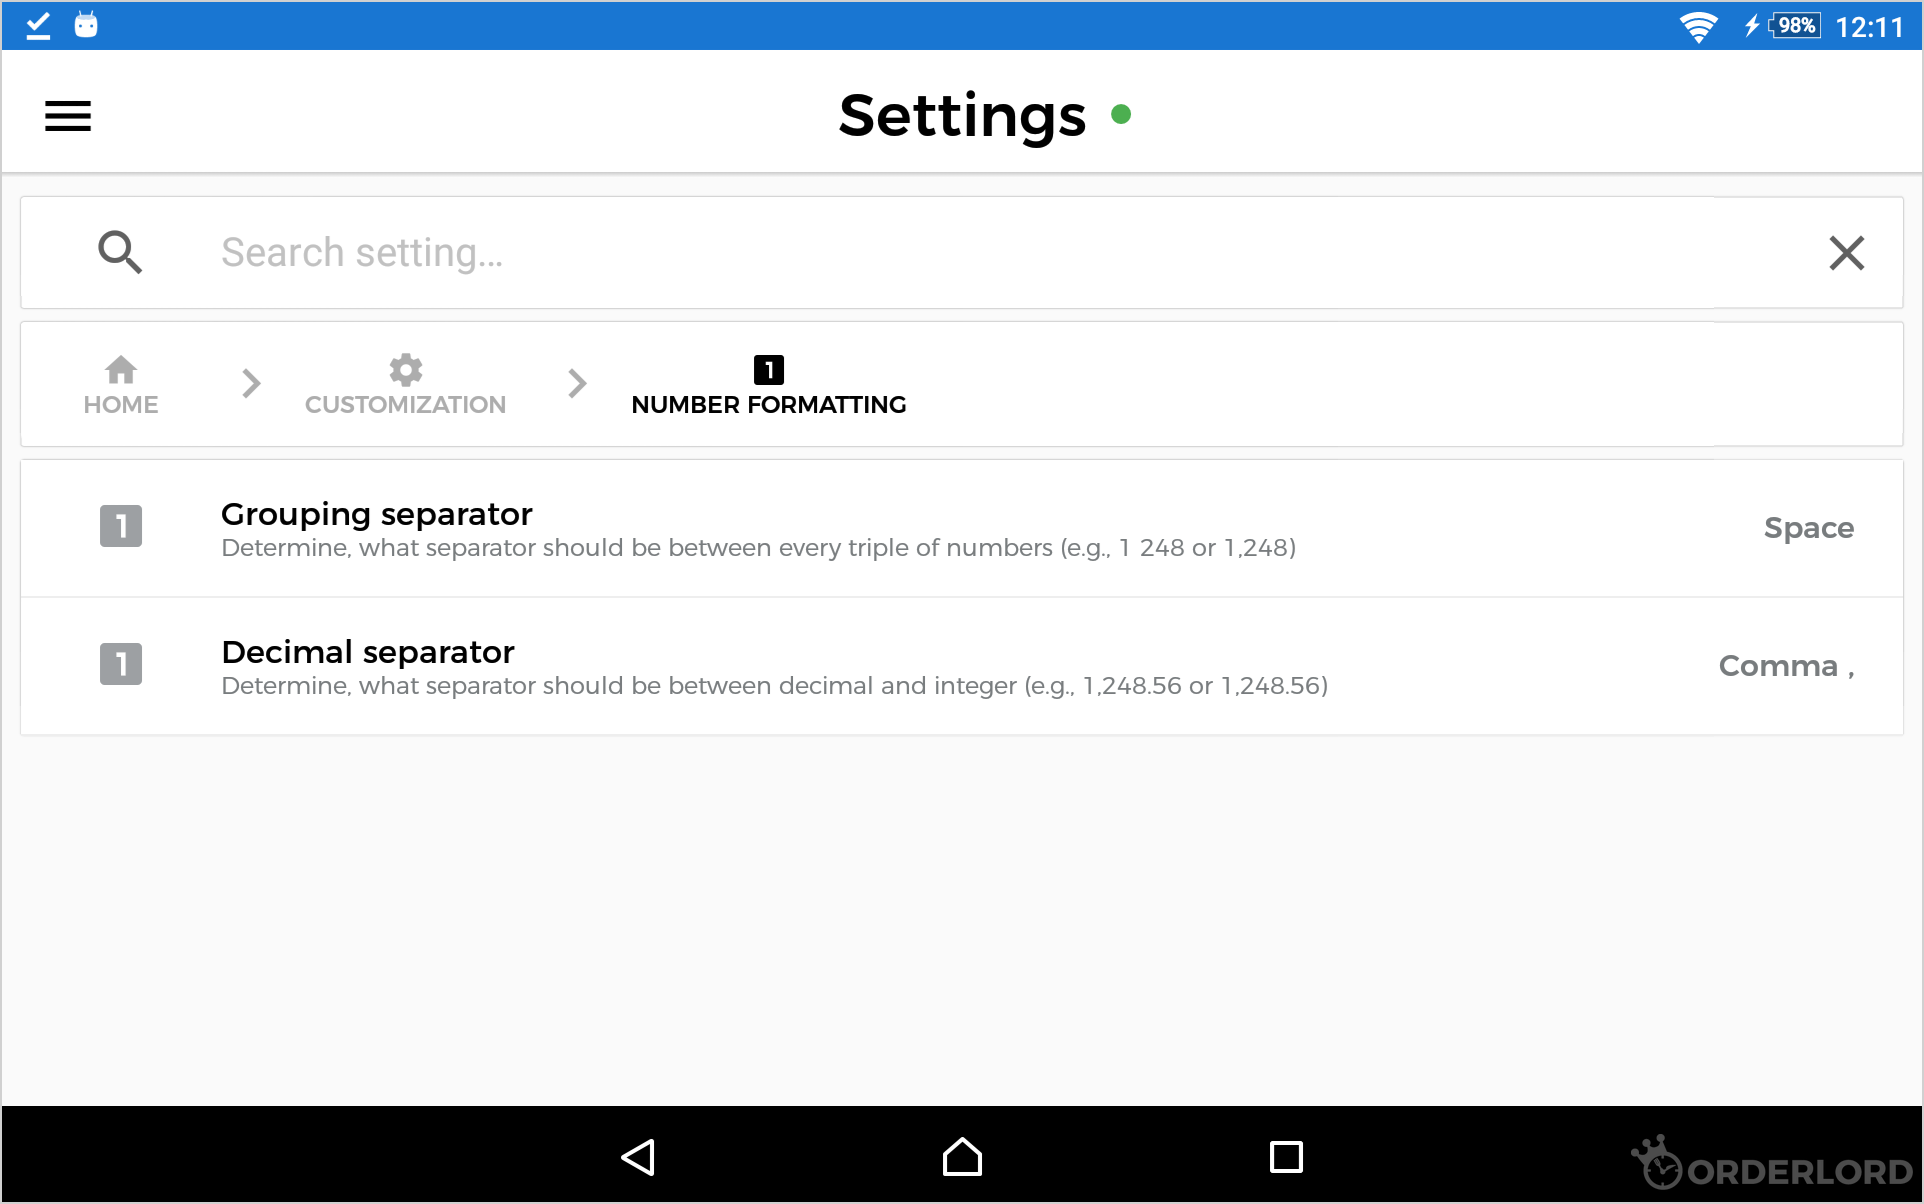 98% 12:11
Settings
Search setting...
HOME
CUSTOMIZATION
1
NUMBER FORMATTING
1
Grouping separator
Determine, what separator should be between every triple of numbers (e.g., 1 248 or 1,248)
Space
1
Decimal separator
Determine, what separator should be between decimal and integer (e.g., 1,248.56 or 1,248.56)
Comma ,
ORDERLORD